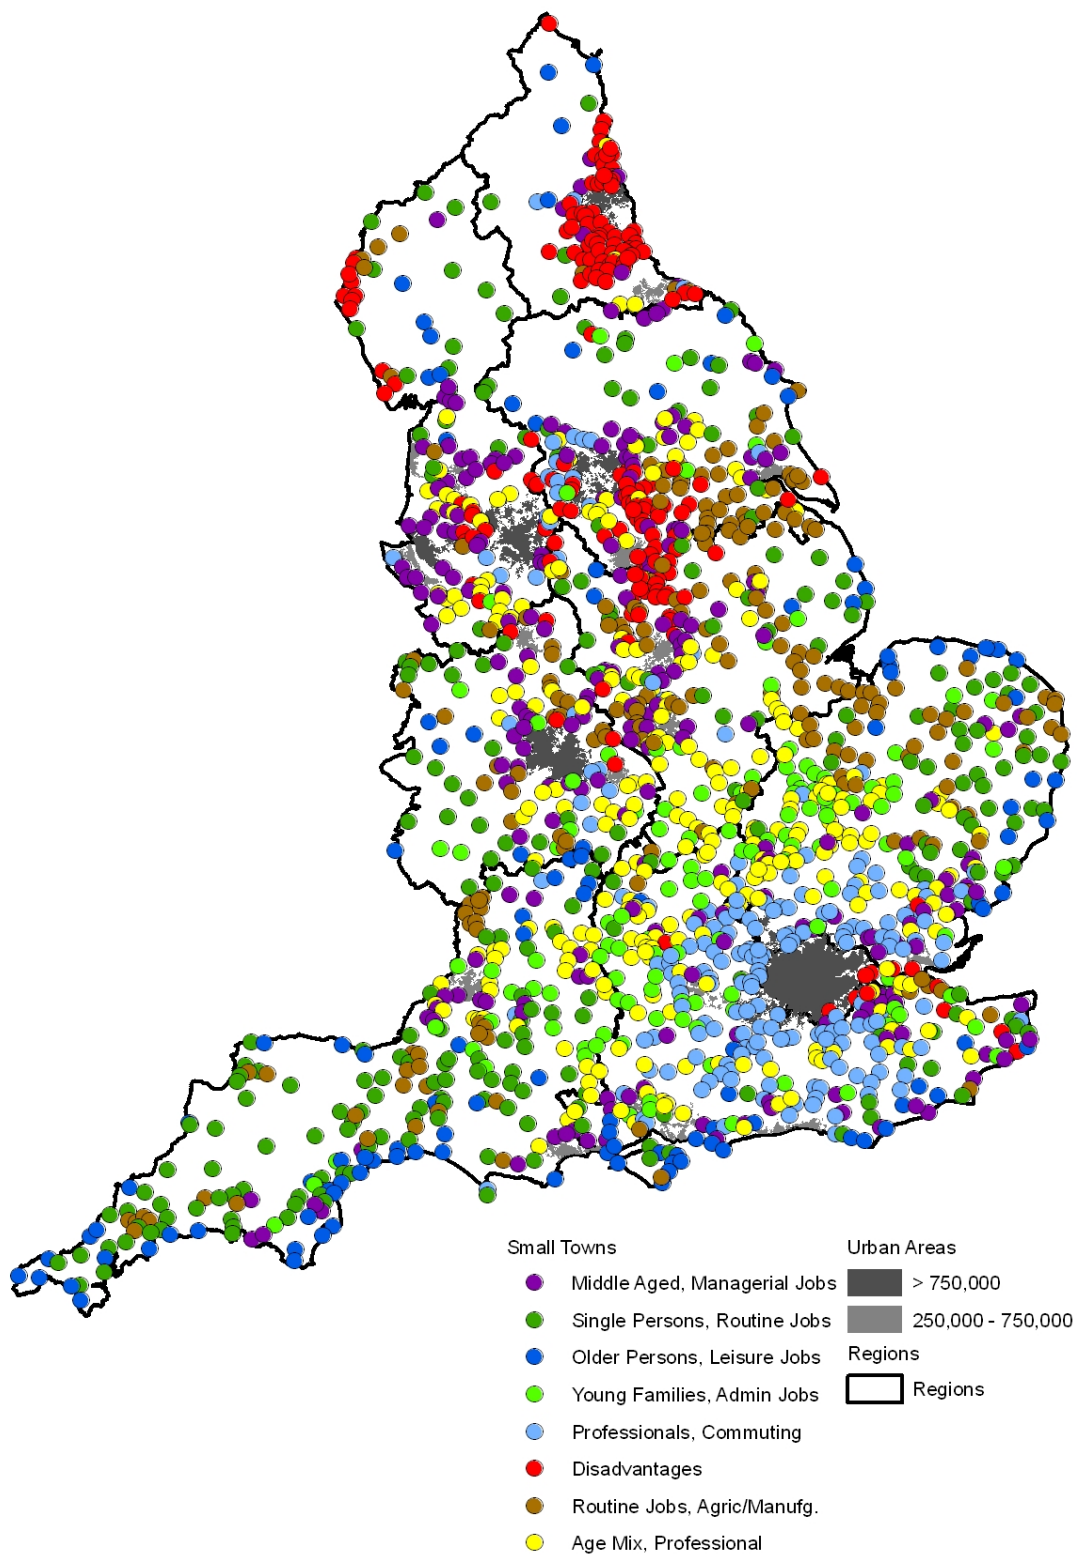 Small Towns
Middle Aged, Managerial Jobs
Single Persons, Routine Jobs
Older Persons, Leisure Jobs
Young Families, Admin Jobs
Professionals, Commuting
Disadvantages
Routine Jobs, Agric/Manufg.
Age Mix, Professional
Urban Areas
> 750,000
250,000 - 750,000
Regions
Regions